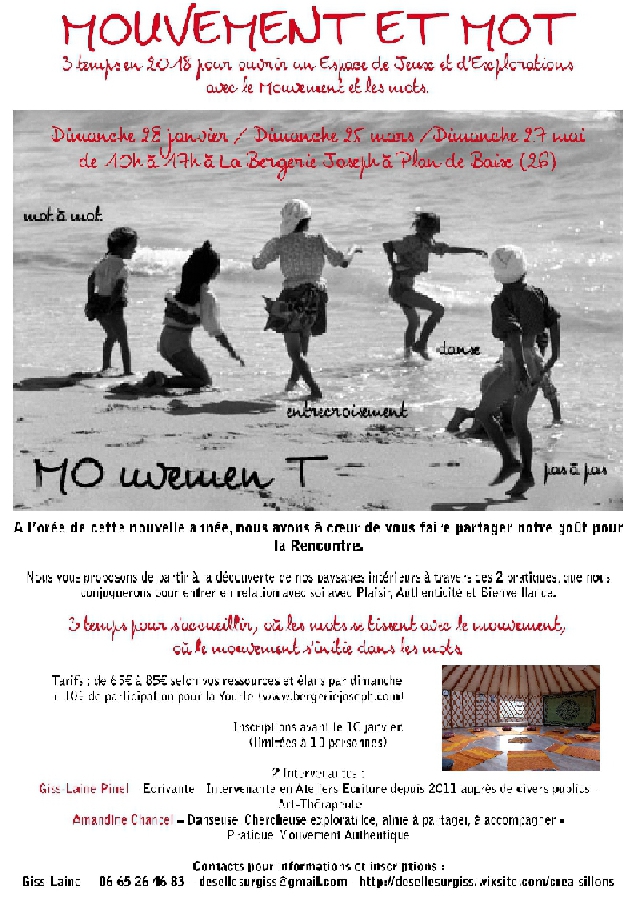 MOUVEMENT ET MOT
3 temps en 2018 pour ouvrir un Espace de Jeux et d'Explorations
avec le Mouvement et les mots.
Dimanche 28 janvier / Dimanche 25 mars /Dimanche 27 mai
de 10h à 17h à La Bergerie Joseph à Plan de Baix (26)
mot à mot
danse
entrecroisement
MO uvemen T
pas à pas
A l'orée de cette nouvelle année, nous avons à cœur de vous faire partager notre goût pour
la Rencontre.
Nous vous proposons de partir à la découverte de nos paysages intérieurs à travers ces 2 pratiques, que nous
conjuguerons pour entrer en relation avec soi avec Plaisir, Authenticité et Bienveillance.
3 temps pour s'accueillir, où les mots se tissent avec le mouvement,
où le mouvement s'initie dans les mots.
Tarifs : de 65€ à 85€ selon vos ressources et élans par dimanche
10€ de participation pour la Yourte (www.bergeriejoseph.com)
Inscriptions avant le janvier
(limitées à 10 personnes)
2 Intervenantes :
Giss-Laine Pinel Ecrivante Intervenante en Ateliers Ecriture depuis 2011 auprès de divers publics
Art-Thérapeute
Amandine – Danseuse Chercheuse exploratrice, aime à partager, à accompagner –
Pratique Mouvement Authentique
Contacts pour informations et inscriptions :
Giss-Laine 06 65 26 46 83 desellesurgiss@gmail.com http://desellesurgiss.wixsite.com/crea-sillons